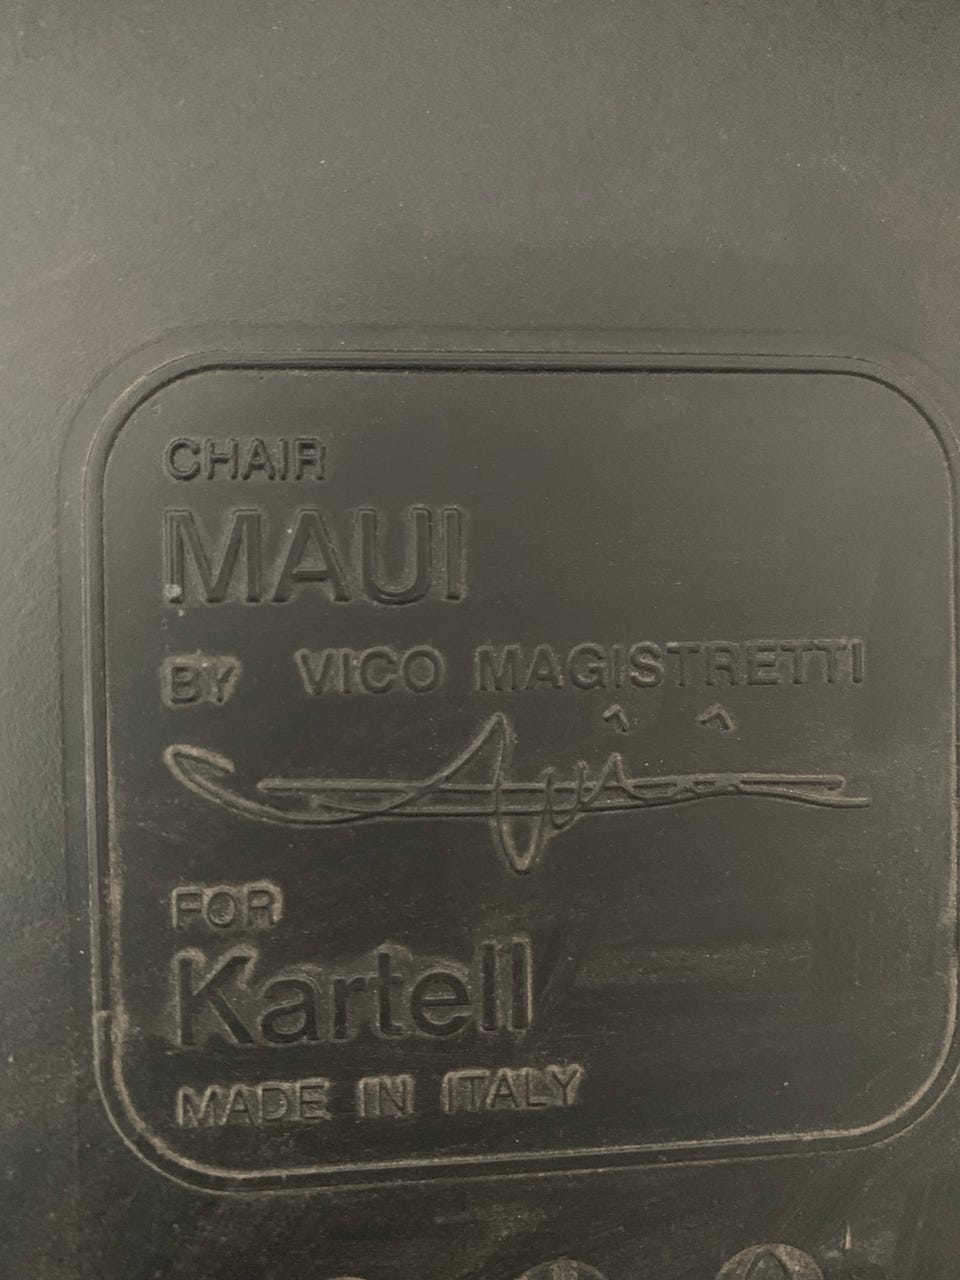 CHAIR
MAUI
BY VICO MAGISTRETTI
FOR
Kartell
MADE IN ITALY